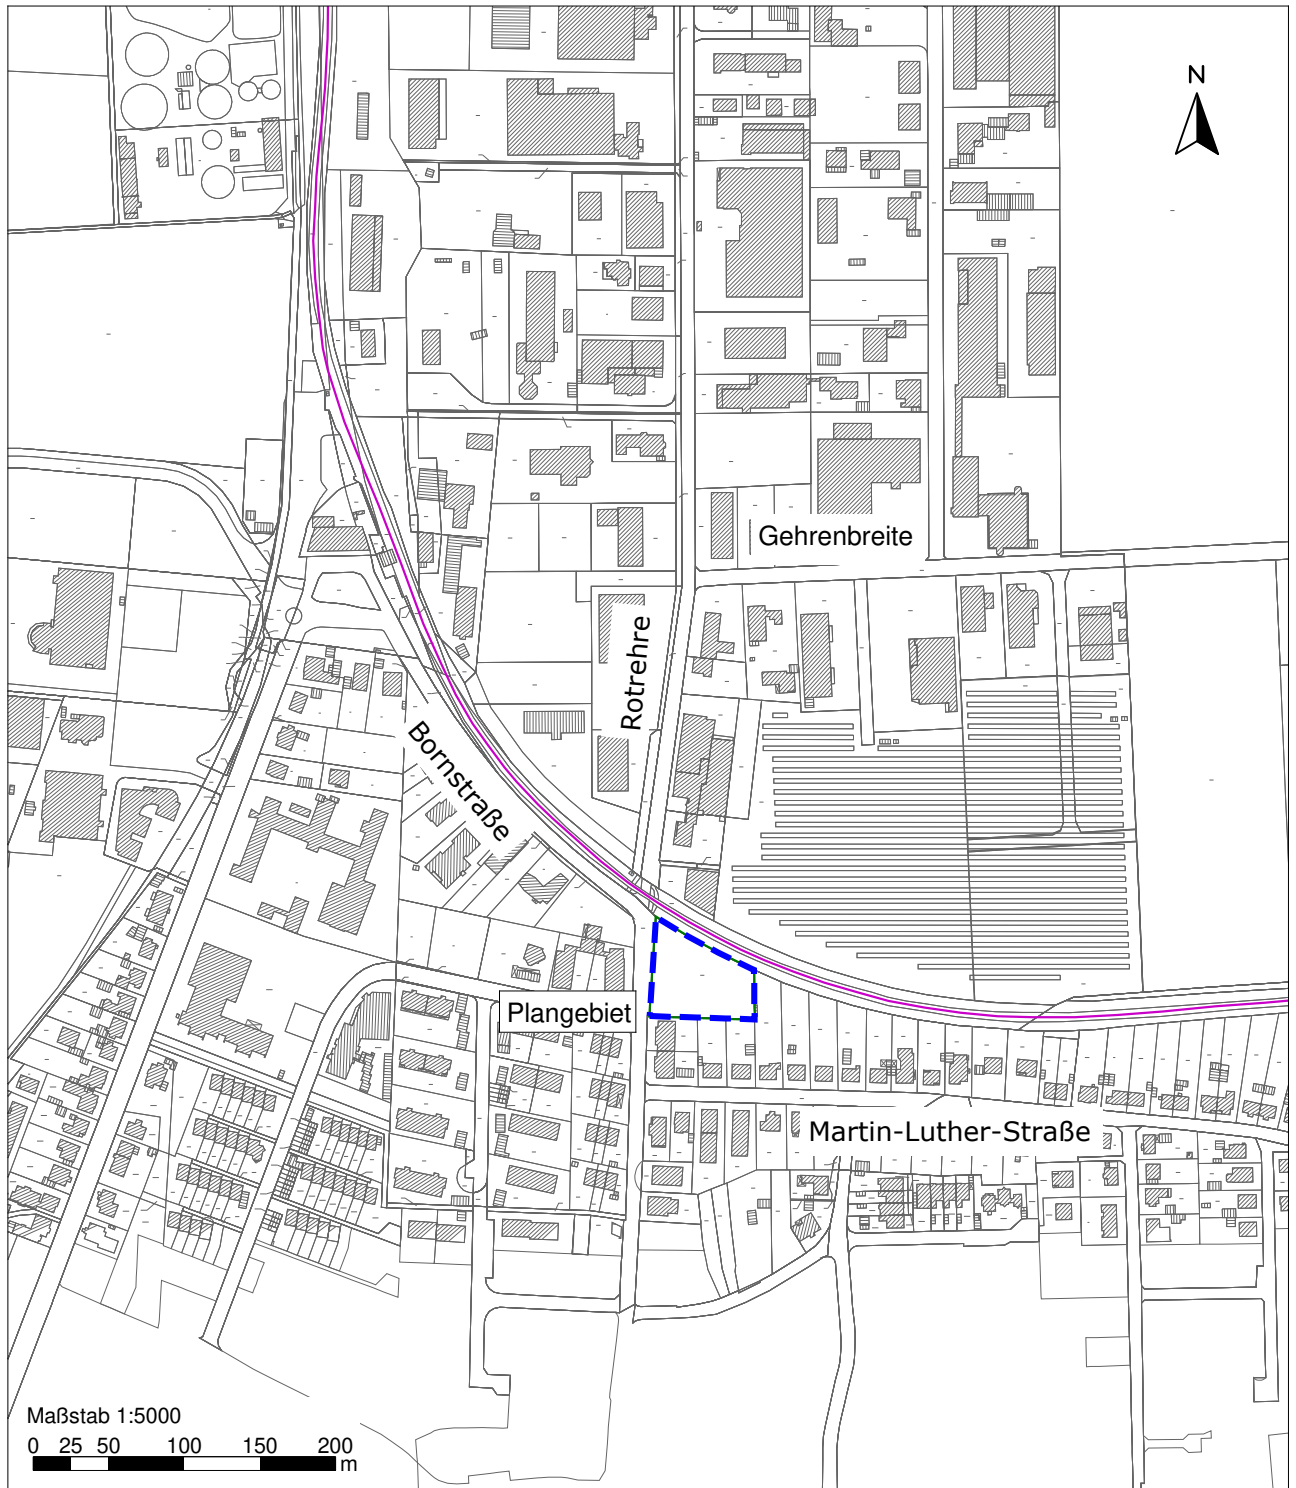 N
Gehrenbreite
Rotrehre
Bornstraße
Plangebiet
Martin-Luther-Straße
Maßstab 1:5000
0 25 50 100 150 200
m